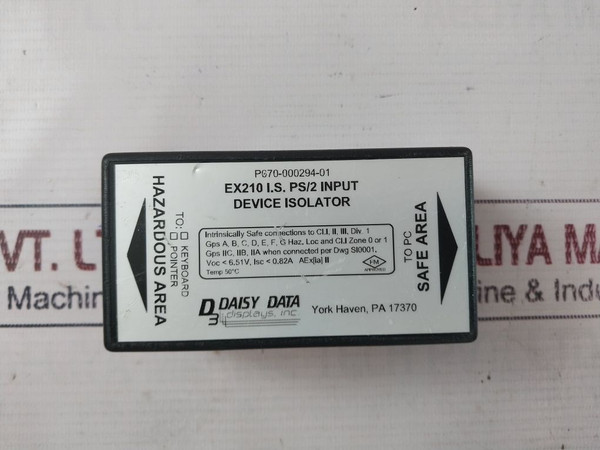 P670-000294-01
EX210 I.S. PS/2 INPUT
DEVICE ISOLATOR
HAZARDOUS AREA
TO: KEYBOARD
POINTER
Intrinsically Safe connections to Cl.I, II, III, Div. 1
Gps A, B, C, D, E, F, G Haz. Loc and Cl.I Zone 0 or 1
Gps IIC, IIB, IIA when connected per Dwg SI0001,
Voc < 6.51V, Isc < 0.82A AEx[ia] II
Temp 50°C
FM
APPROVED
TO PC
SAFE AREA
D3 DAISY DATA
displays, inc.
York Haven, PA 17370
VT. LT
LIYA MA
Machin
ine & Indu